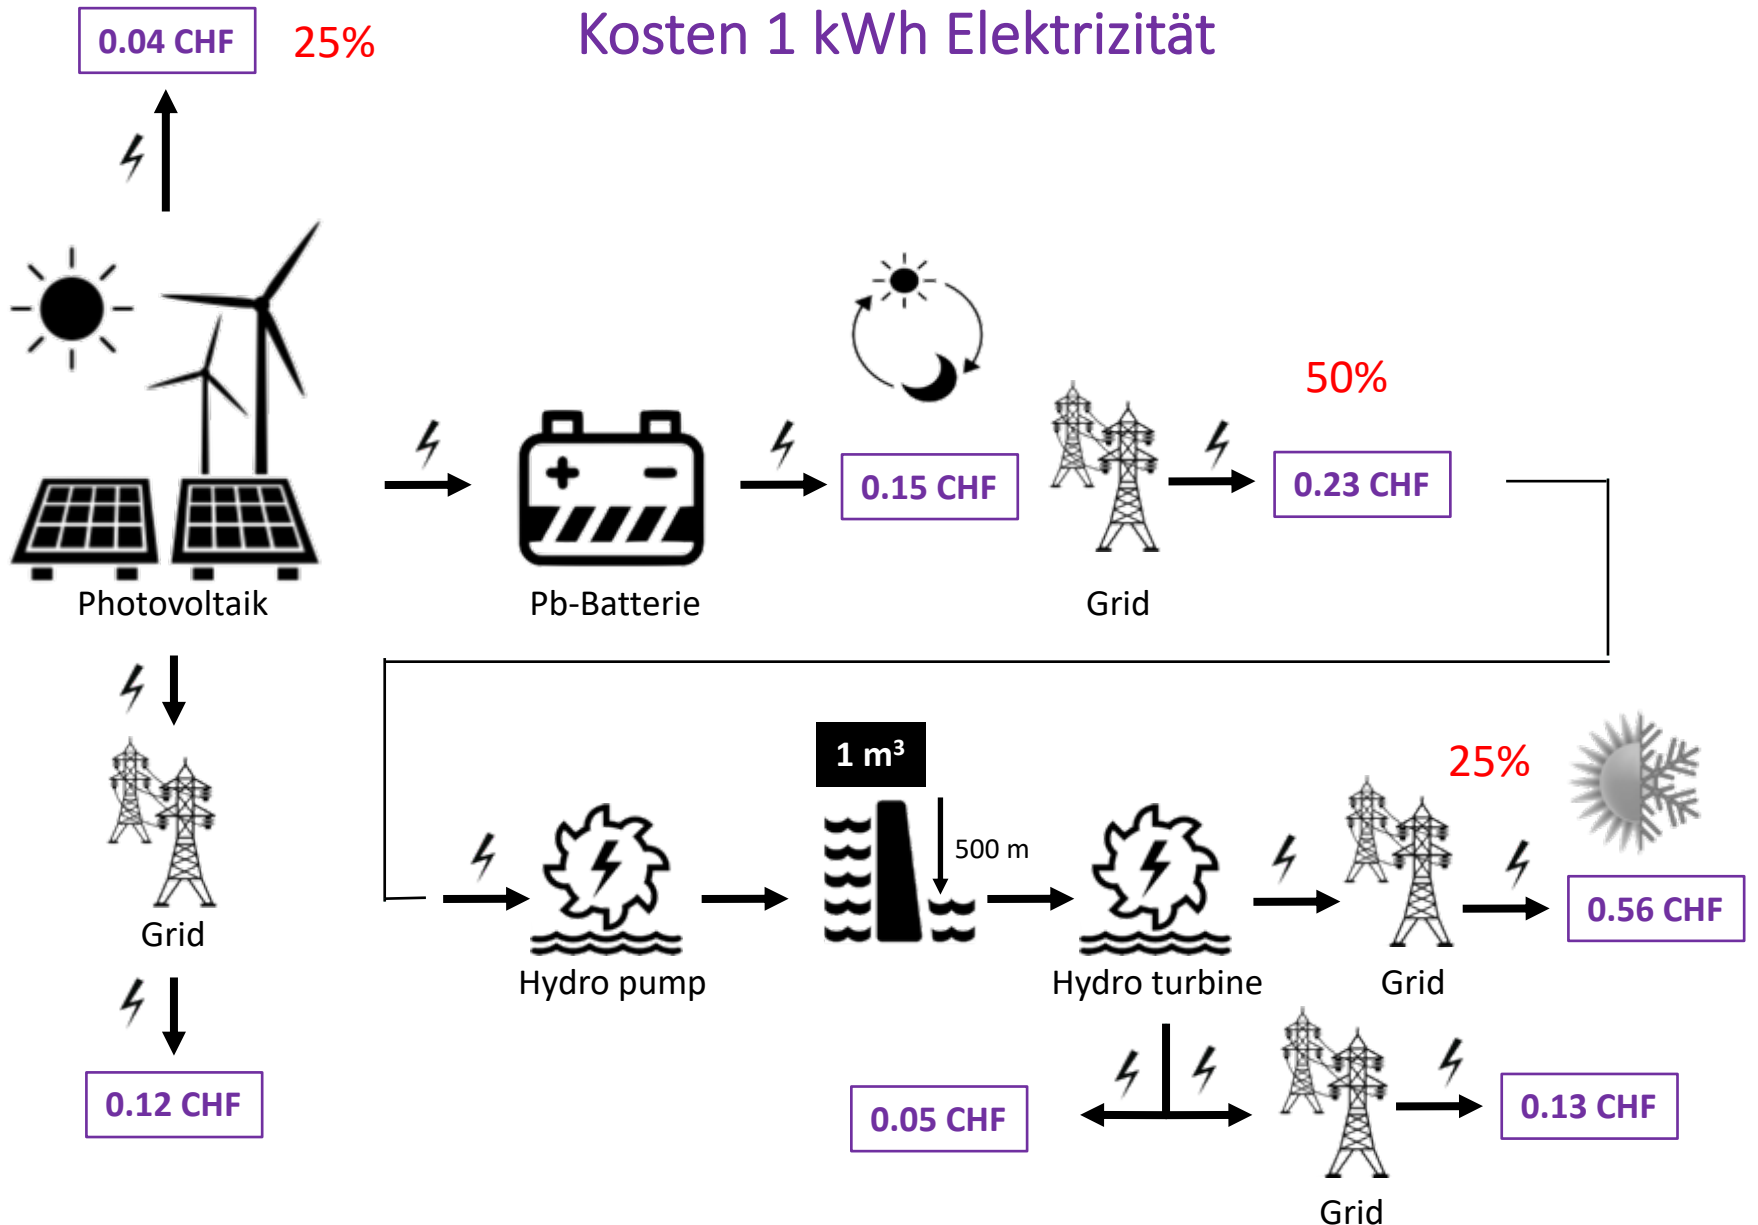 Kosten 1 kWh Elektrizität
0.04 CHF
25%
50%
0.15 CHF
0.23 CHF
Photovoltaik
Pb-Batterie
Grid
1 m³
25%
500 m
0.56 CHF
Grid
Hydro pump
Hydro turbine
Grid
0.12 CHF
0.05 CHF
0.13 CHF
Grid